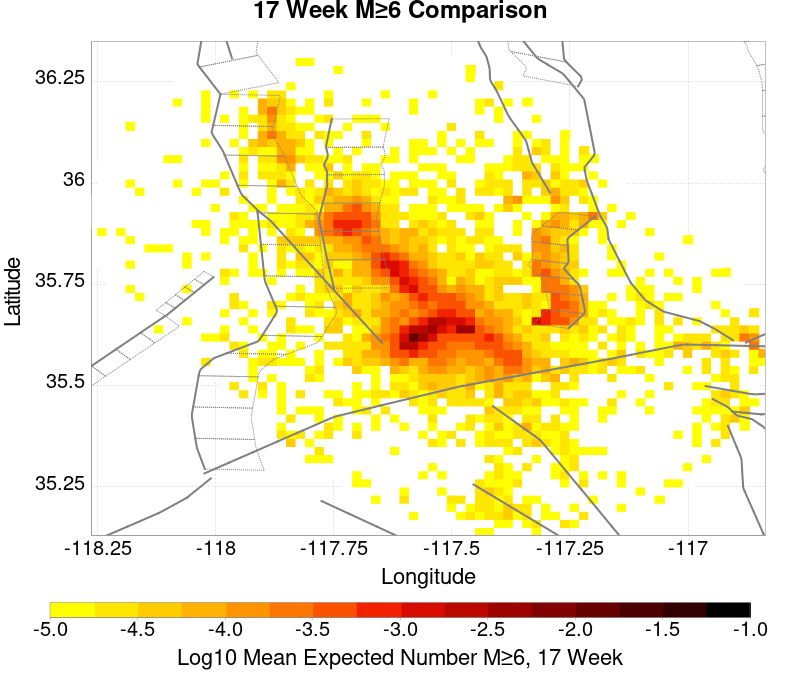 17 Week M≥6 Comparison
36.25
36
35.75
35.5
35.25
Latitude
-118.25 -118 -117.75 -117.5 -117.25 -117
Longitude
-5.0 -4.5 -4.0 -3.5 -3.0 -2.5 -2.0 -1.5 -1.0
Log10 Mean Expected Number M≥6, 17 Week